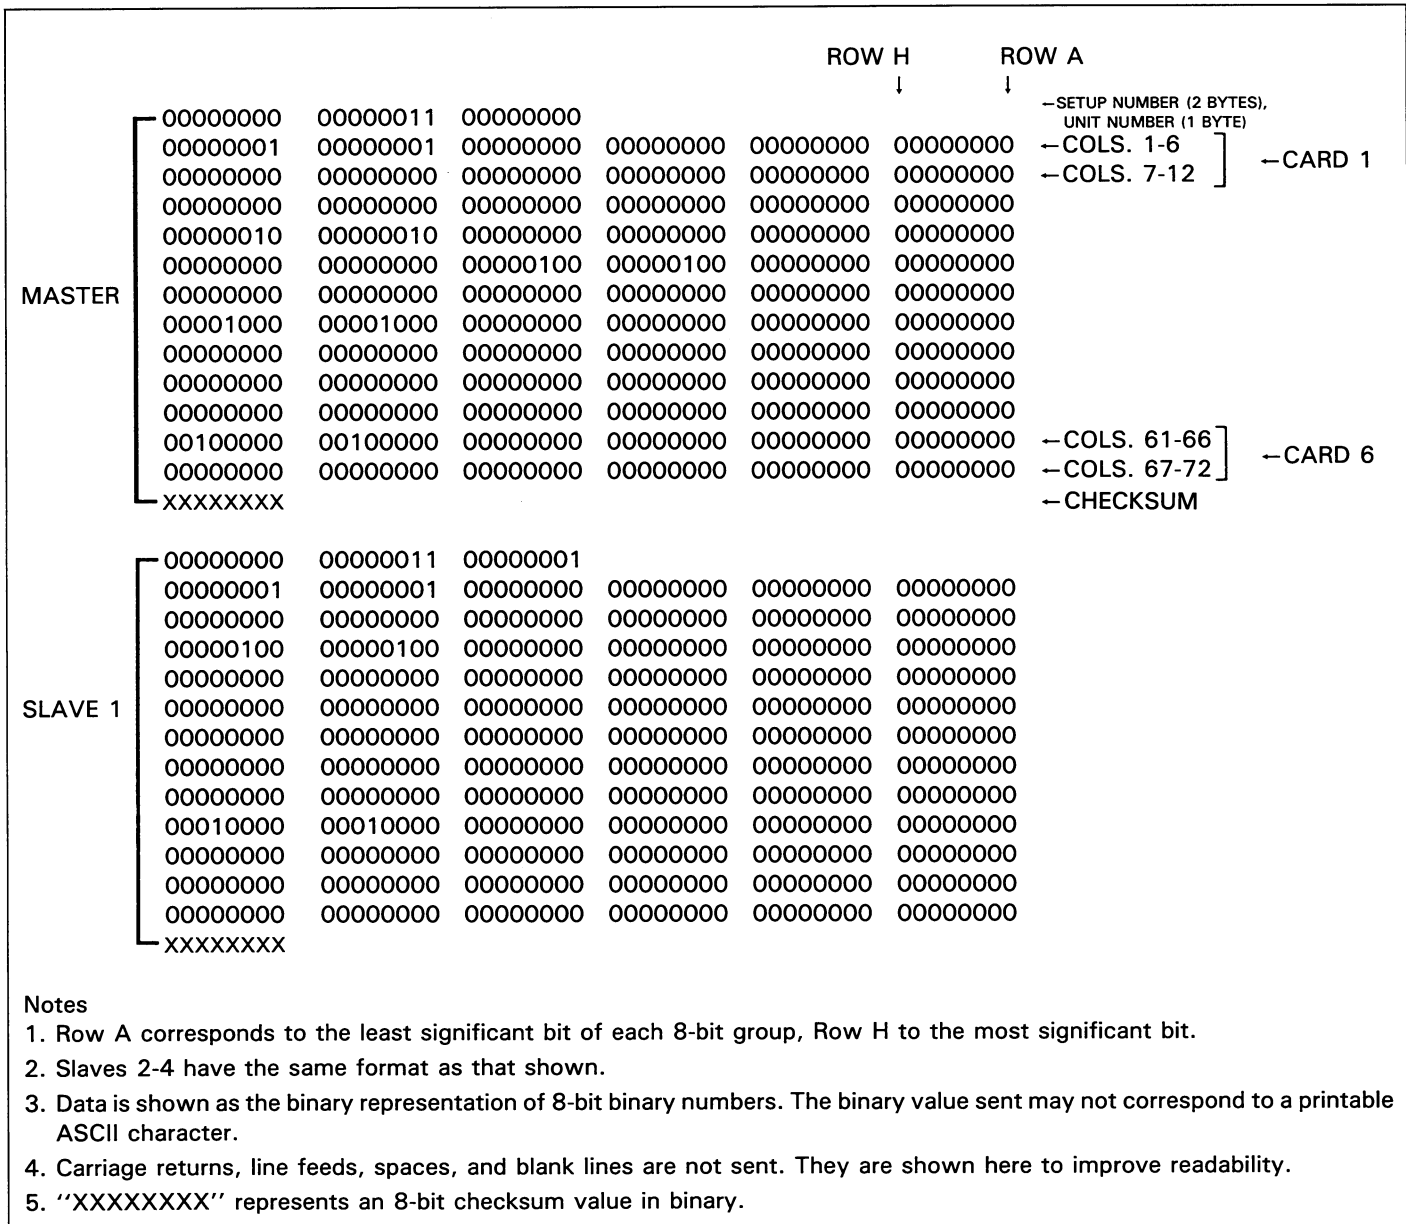 ROW H ROW A
↓ ↓
00000000 00000011 00000000 ←SETUP NUMBER (2 BYTES),
UNIT NUMBER (1 BYTE)
00000001 00000001 00000000 00000000 00000000 00000000 ←COLS. 1-6
00000000 00000000 00000000 00000000 00000000 00000000 ←COLS. 7-12
←CARD 1
00000000 00000000 00000000 00000000 00000000 00000000
00000010 00000010 00000000 00000000 00000000 00000000
00000000 00000000 00000100 00000100 00000000 00000000
MASTER 00000000 00000000 00000000 00000000 00000000 00000000
00001000 00001000 00000000 00000000 00000000 00000000
00000000 00000000 00000000 00000000 00000000 00000000
00000000 00000000 00000000 00000000 00000000 00000000
00000000 00000000 00000000 00000000 00000000 00000000
00100000 00100000 00000000 00000000 00000000 00000000 ←COLS. 61-66
00000000 00000000 00000000 00000000 00000000 00000000 ←COLS. 67-72
←CARD 6
XXXXXXXX ←CHECKSUM
00000000 00000011 00000001
00000001 00000001 00000000 00000000 00000000 00000000
00000000 00000000 00000000 00000000 00000000 00000000
00000100 00000100 00000000 00000000 00000000 00000000
00000000 00000000 00000000 00000000 00000000 00000000
SLAVE 1 00000000 00000000 00000000 00000000 00000000 00000000
00000000 00000000 00000000 00000000 00000000 00000000
00000000 00000000 00000000 00000000 00000000 00000000
00000000 00000000 00000000 00000000 00000000 00000000
00010000 00010000 00000000 00000000 00000000 00000000
00000000 00000000 00000000 00000000 00000000 00000000
00000000 00000000 00000000 00000000 00000000 00000000
00000000 00000000 00000000 00000000 00000000 00000000
XXXXXXXX
Notes
1. Row A corresponds to the least significant bit of each 8-bit group, Row H to the most significant bit.
2. Slaves 2-4 have the same format as that shown.
3. Data is shown as the binary representation of 8-bit binary numbers. The binary value sent may not correspond to a printable
ASCII character.
4. Carriage returns, line feeds, spaces, and blank lines are not sent. They are shown here to improve readability.
5. ''XXXXXXXX'' represents an 8-bit checksum value in binary.